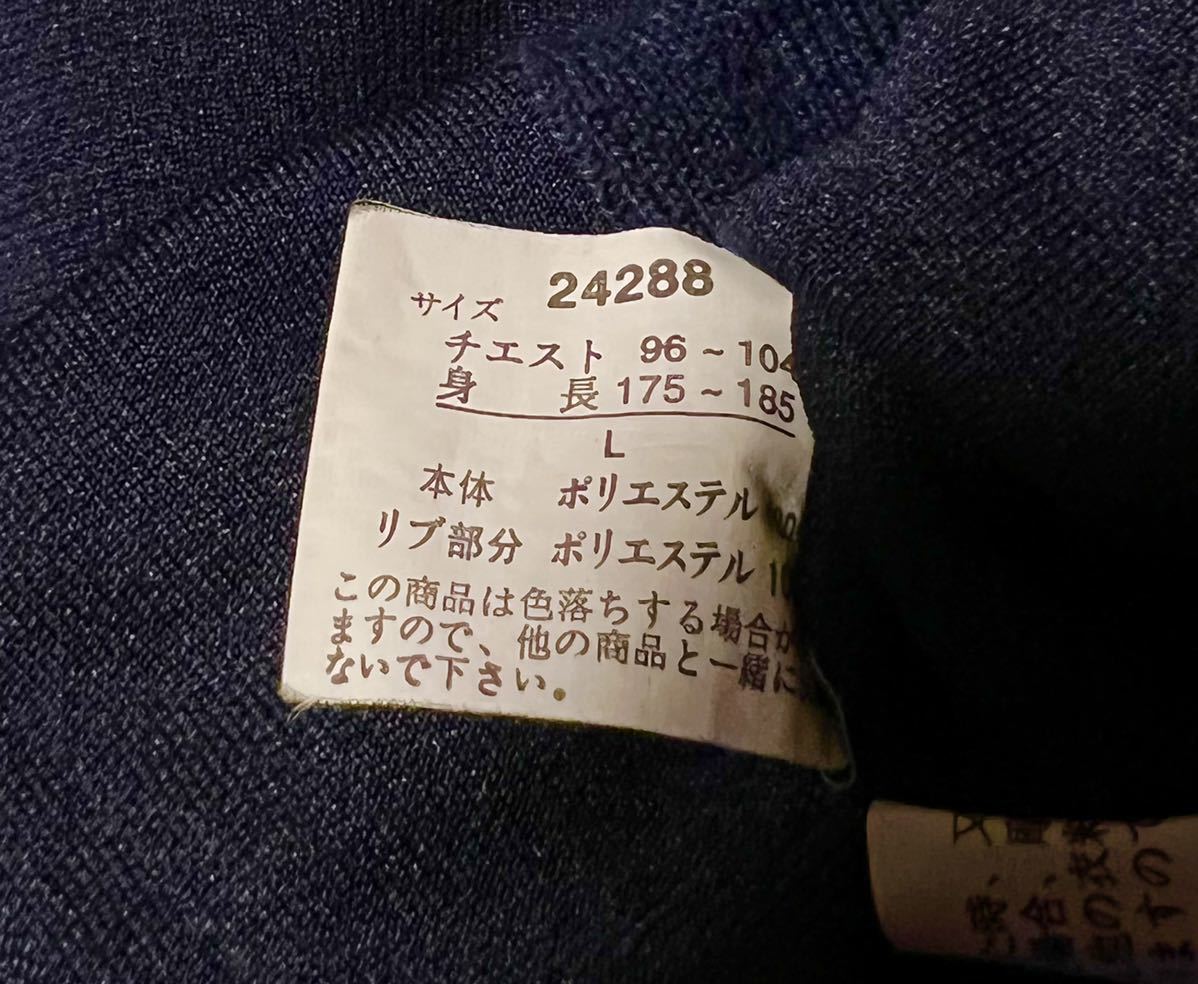 24288
サイズ
チエスト 96 ~ 104
身 長 175 ~ 185
L
本体 ポリエステル
リブ部分 ポリエステル 10
この商品は色落ちする場合が
ますので、他の商品と一緒に
ないで下さい。